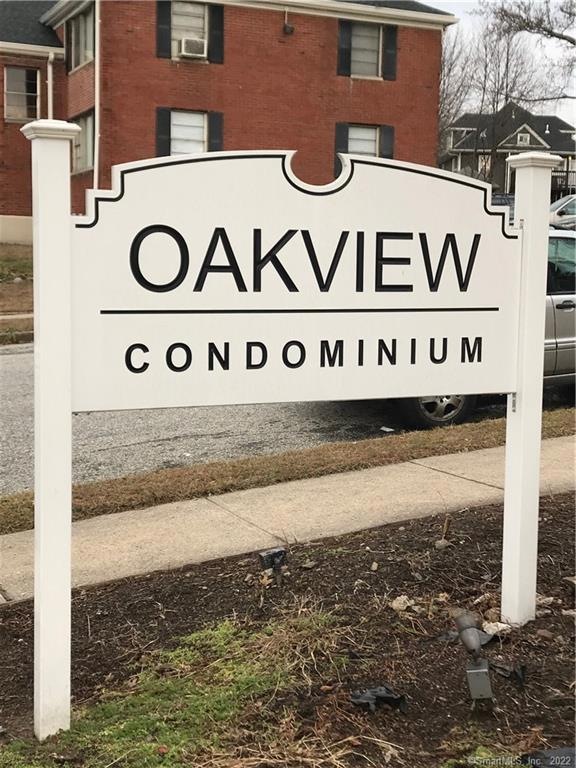 OAKVIEW
CONDOMINIUM
©SmartMLS, Inc 2022